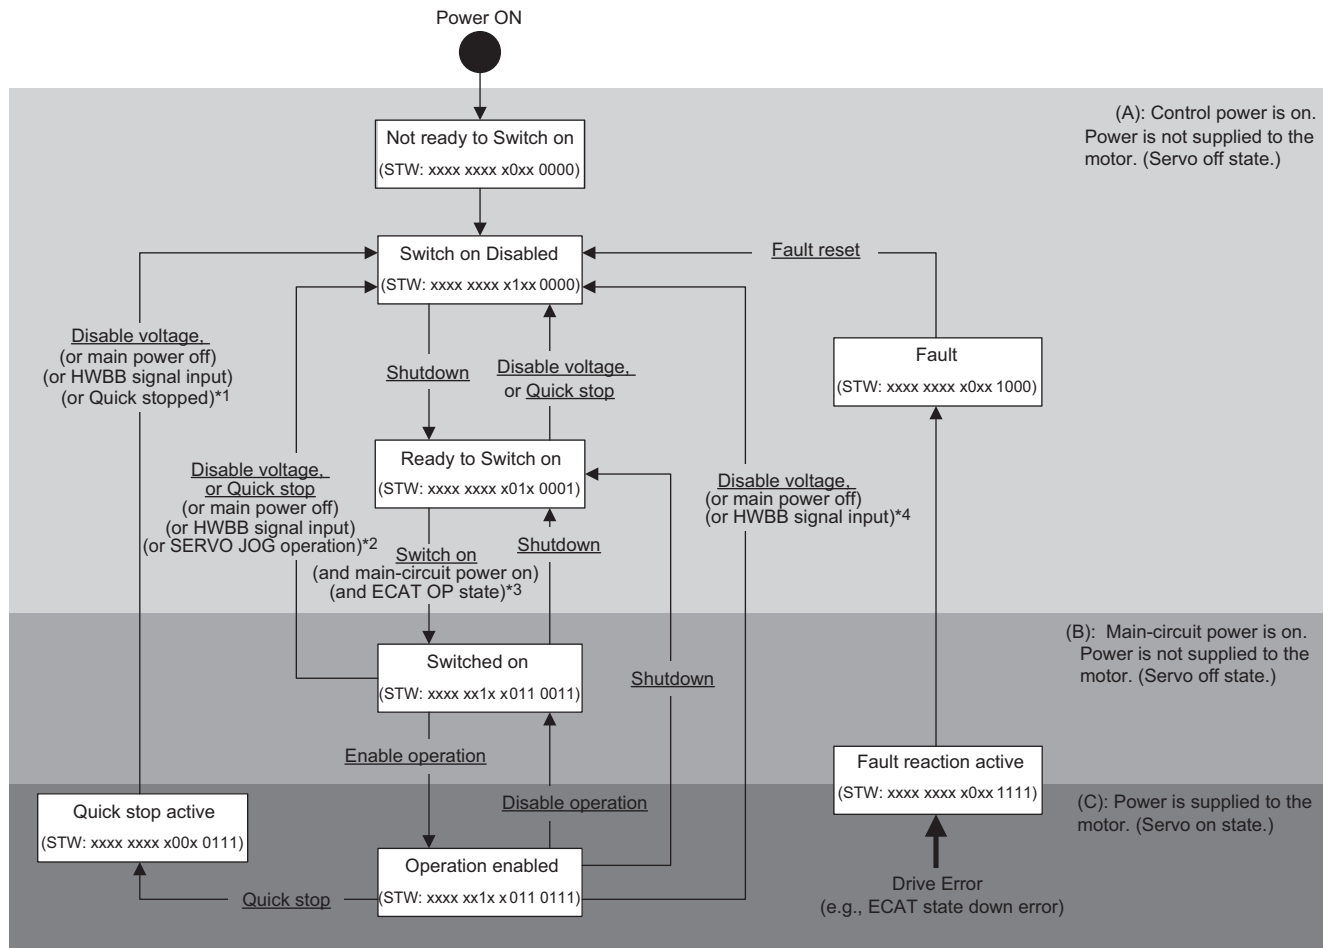 Power ON
(A): Control power is on.
Power is not supplied to the
motor. (Servo off state.)
Not ready to Switch on
(STW: xxxx xxxx x0xx 0000)
Switch on Disabled
(STW: xxxx xxxx x1xx 0000)
Fault reset
Disable voltage,
(or main power off)
(or HWBB signal input)
(or Quick stopped)*1
Shutdown
Disable voltage,
or Quick stop
Fault
(STW: xxxx xxxx x0xx 1000)
Ready to Switch on
(STW: xxxx xxxx x01x 0001)
Disable voltage,
or Quick stop
(or main power off)
(or HWBB signal input)
(or SERVO JOG operation)*2
Disable voltage,
(or main power off)
(or HWBB signal input)*4
Switch on
(and main-circuit power on)
(and ECAT OP state)*3
Shutdown
(B): Main-circuit power is on.
Power is not supplied to the
motor. (Servo off state.)
Switched on
(STW: xxxx xx1x x011 0011)
Shutdown
Enable operation
Disable operation
Fault reaction active
(STW: xxxx xxxx x0xx 1111)
(C): Power is supplied to the
motor. (Servo on state.)
Quick stop active
(STW: xxxx xxxx x00x 0111)
Operation enabled
(STW: xxxx xx1x x011 0111)
Quick stop
Drive Error
(e.g., ECAT state down error)